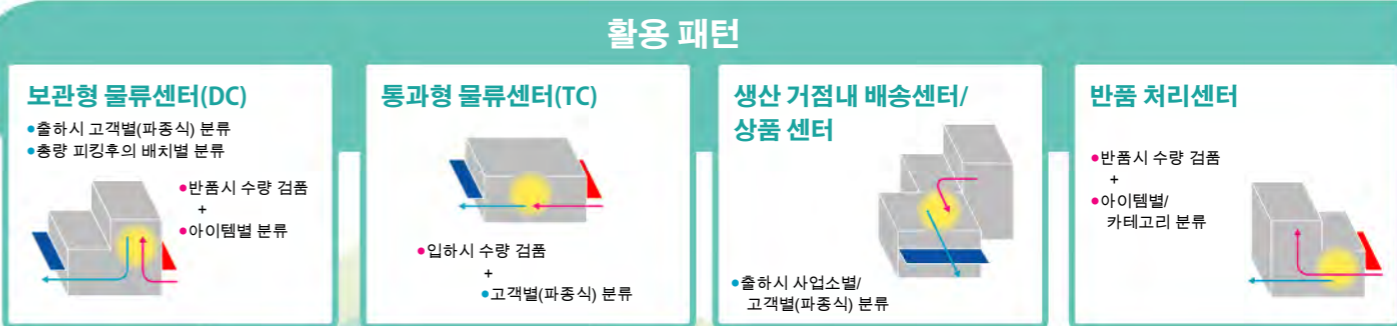 활용 패턴
보관형 물류센터(DC)
●출하시 고객별(파종식) 분류
●총량 피킹후의 배치별 분류
●반품시 수량 검품
+
●아이템별 분류
통과형 물류센터(TC)
●입하시 수량 검품
+
●고객별(파종식) 분류
생산 거점내 배송센터/
상품 센터
●출하시 사업소별/
고객별(파종식) 분류
반품 처리센터
●반품시 수량 검품
+
●아이템별/
카테고리 분류